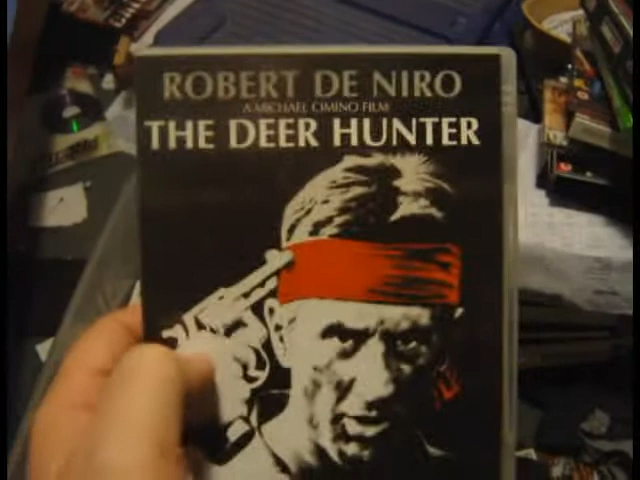 ROBERT DE NIRO
A MICHAEL CIMINO FILM
THE DEER HUNTER